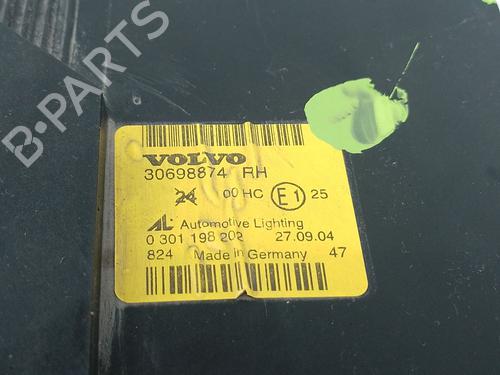 B-PARTS
VOLVO
30698874 RH
24 00 HC E1 25
AL Automotive Lighting
0 301 198 202 27.09.04
824 Made in Germany 47